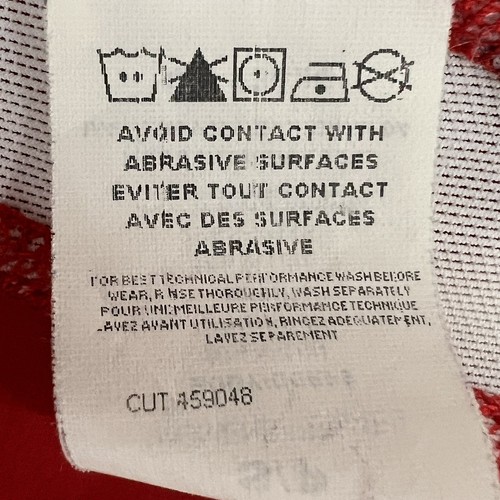 AVOID CONTACT WITH
ABRASIVE SURFACES
EVITER TOUT CONTACT
AVEC DES SURFACES
ABRASIVE
FOR BEST TECHNICAL PERFORMANCE WASH BEFORE
WEAR, RINSE THOROUGHLY, WASH SEPARATELY
POUR UNE MEILLEURE PERFORMANCE TECHNIQUE
LAVEZ AVANT UTILISATION, RINCEZ ADEQUATEMENT,
LAVEZ SEPAREMENT
CUT 459048